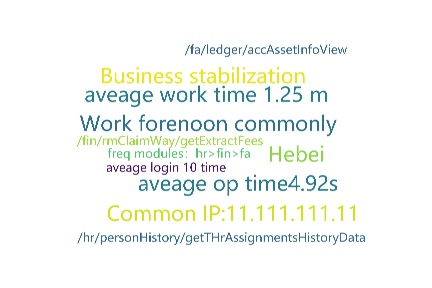 /fa/ledger/accAssetInfoView
Business stabilization
aveage work time 1.25 m
Work forenoon commonly
/fin/rmClaimWay/getExtractFees
freq modules: hr>fin>fa
Hebei
aveage login 10 time
aveage op time4.92s
Common IP:11.111.111.11
/hr/personHistory/getTHrAssignmentsHistoryData